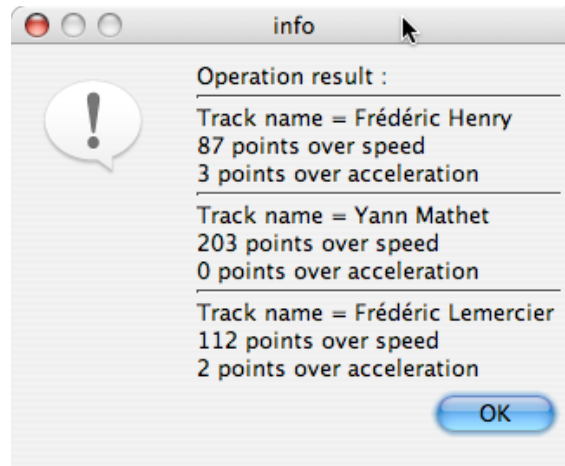 info
Operation result :
Track name = Frédéric Henry
87 points over speed
3 points over acceleration
Track name = Yann Mathet
203 points over speed
0 points over acceleration
Track name = Frédéric Lemercier
112 points over speed
2 points over acceleration
OK